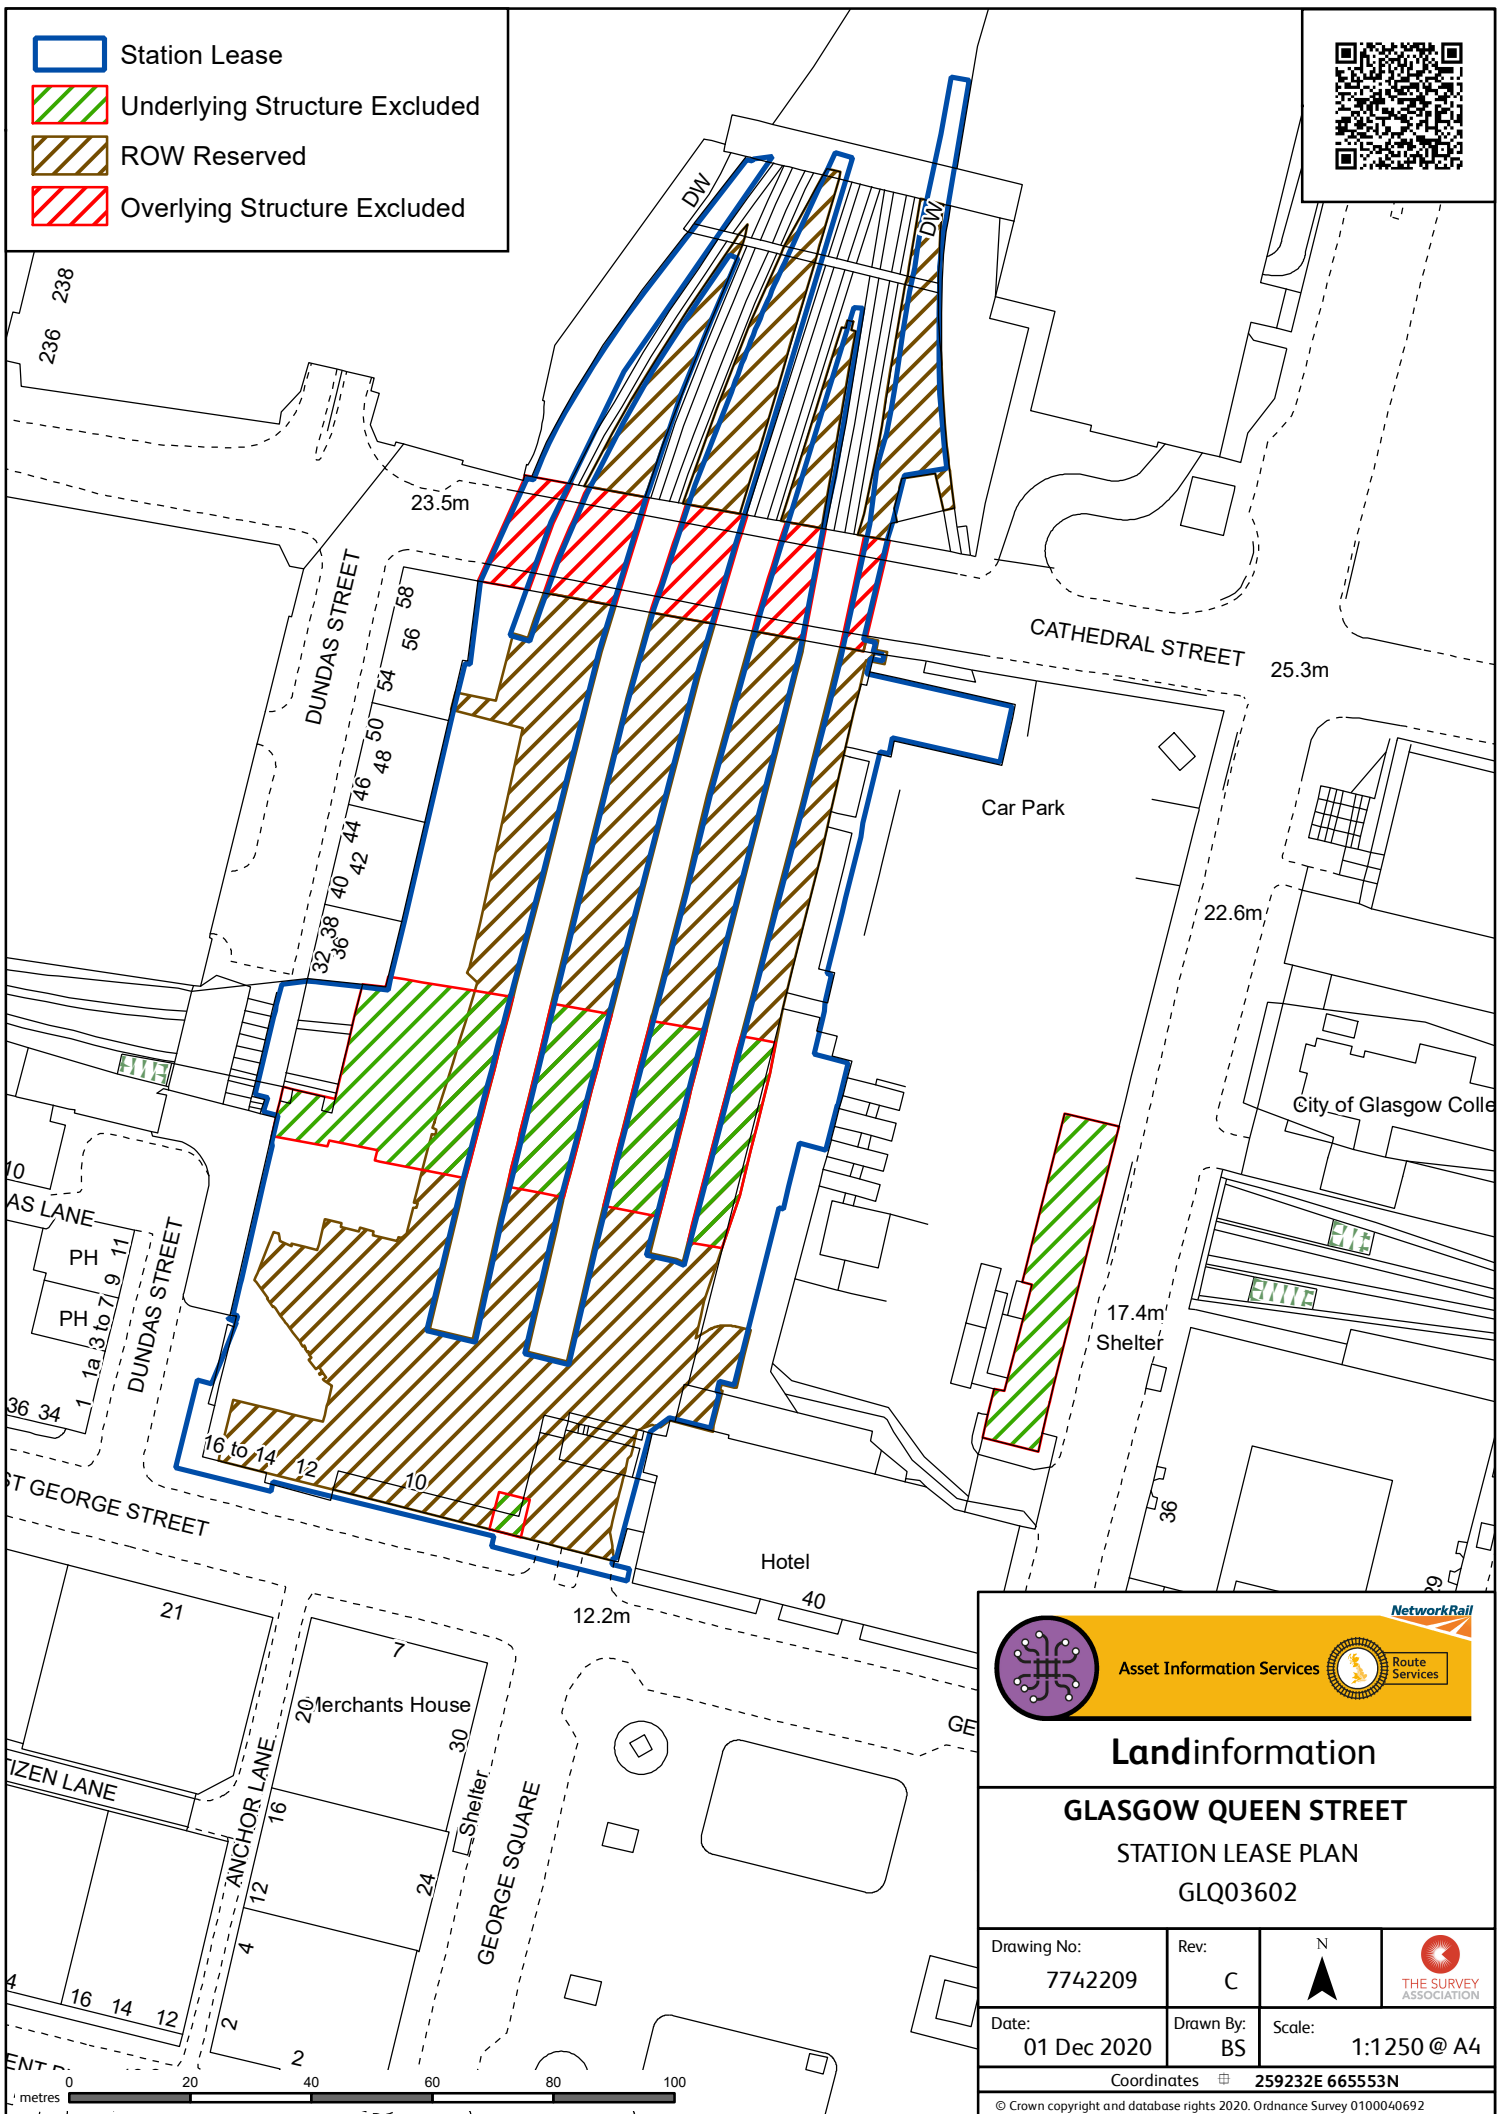 Station Lease
Underlying Structure Excluded
ROW Reserved
Overlying Structure Excluded
DW
DW
238
236
23.5m
DUNDAS STREET
58
56
54
50
48
46
44
42
40
38
36
32
CATHEDRAL STREET
25.3m
Car Park
22.6m
City of Glasgow Colle
10
AS LANE
PH
11
9
PH
3 to 7
1a
1
DUNDAS STREET
36 34
17.4m
Shelter
16 to 14
12
10
ST GEORGE STREET
36
29
Hotel
40
12.2m
21
7
20
Merchants House
30
Shelter
GEORGE SQUARE
GE
TIZEN LANE
ANCHOR LANE
16
12
24
4
2
2
4
16
14
12
metres
0
20
40
60
80
100
NetworkRail
Asset Information Services
Route
Services
Landinformation
GLASGOW QUEEN STREET
STATION LEASE PLAN
GLQ03602
Drawing No:
7742209
Rev:
C
N
THE SURVEY
ASSOCIATION
Date:
01 Dec 2020
Drawn By:
BS
Scale:
1:1250 @ A4
Coordinates 259232E 665553N
© Crown copyright and database rights 2020. Ordnance Survey 0100040692